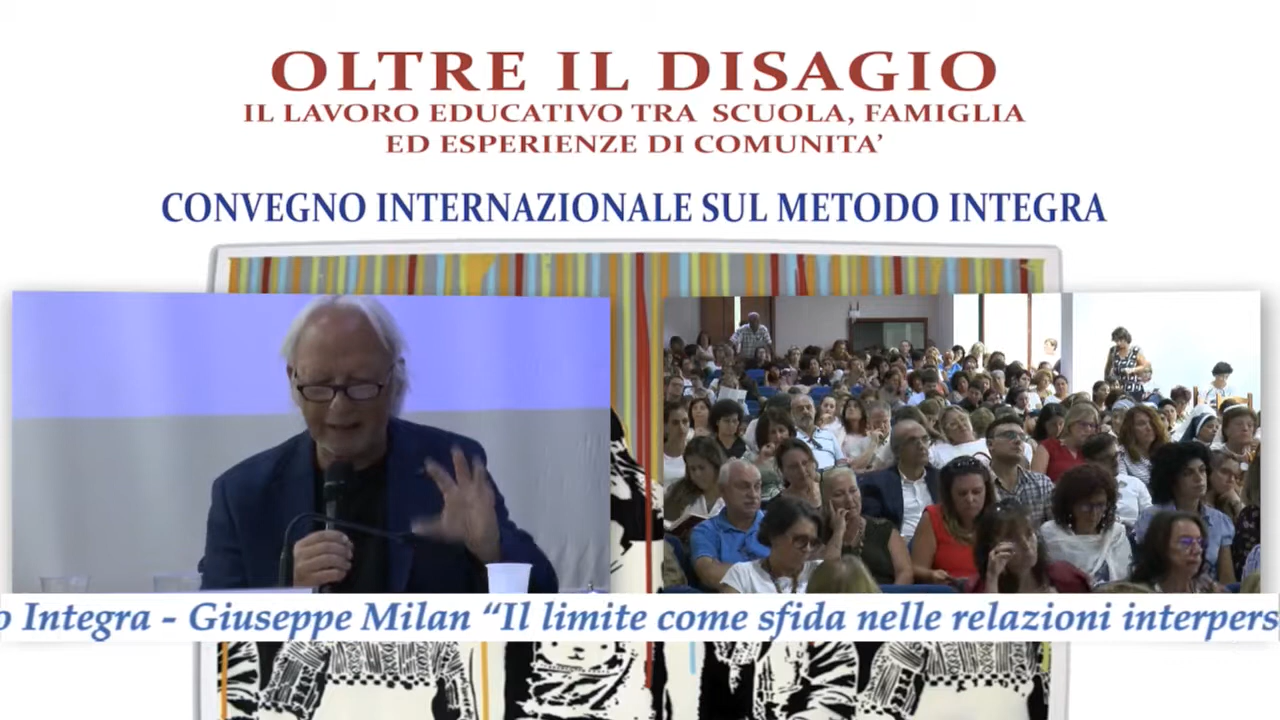 OLTRE IL DISAGIO
IL LAVORO EDUCATIVO TRA SCUOLA, FAMIGLIA
ED ESPERIENZE DI COMUNITA’
CONVEGNO INTERNAZIONALE SUL METODO INTEGRA
o Integra - Giuseppe Milan “Il limite come sfida nelle relazioni interpers